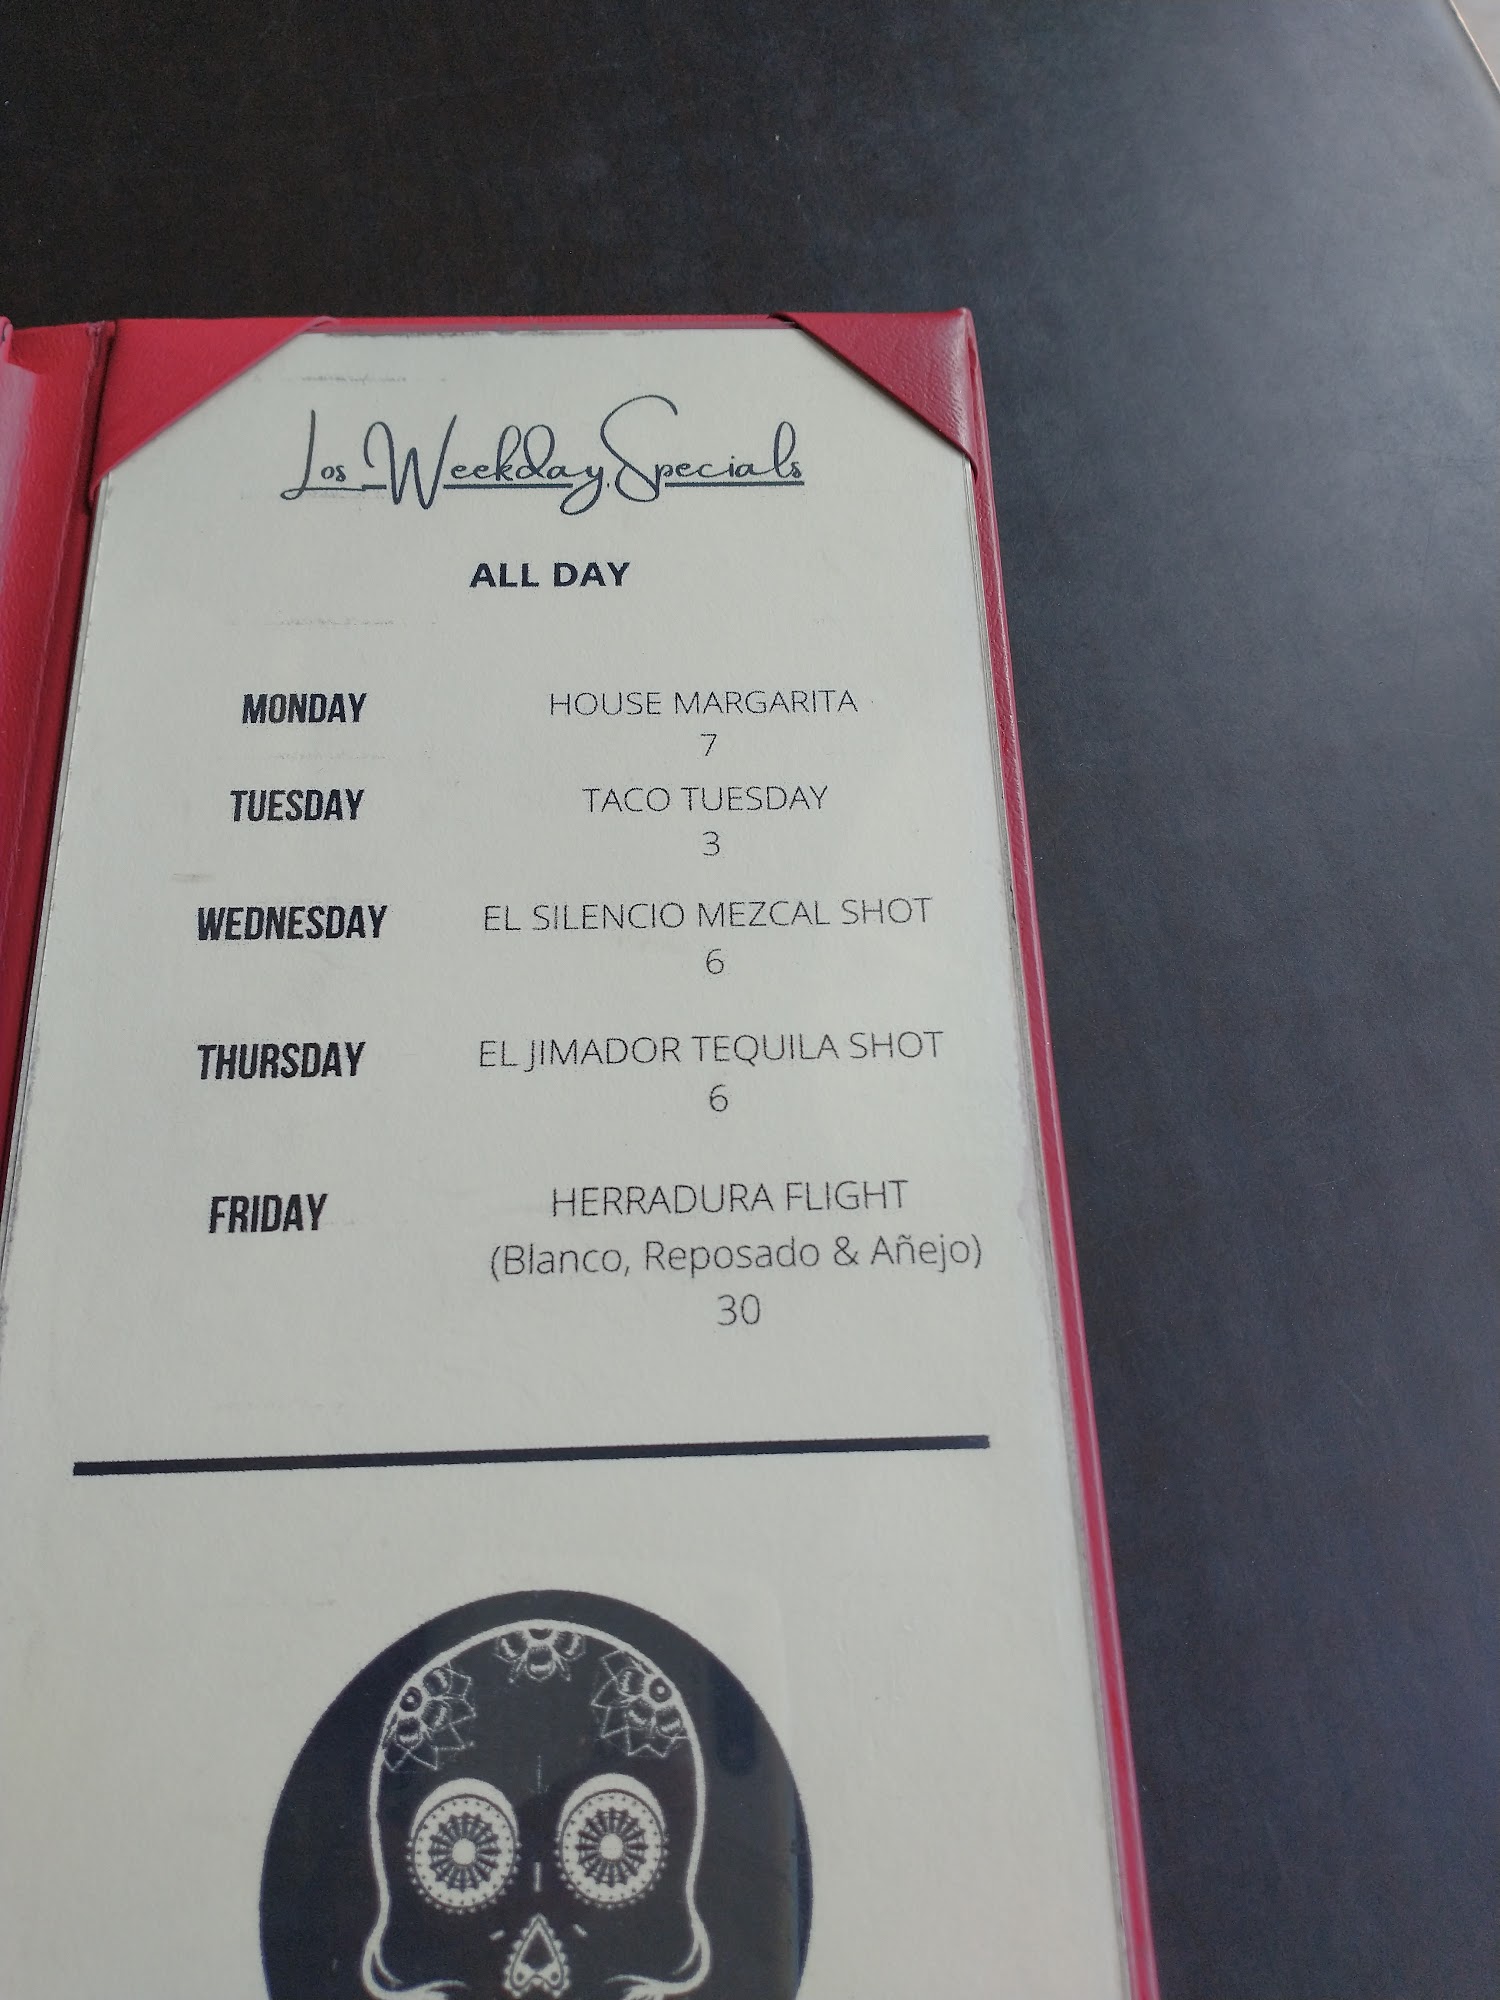 Los Weekday Specials
ALL DAY
MONDAY HOUSE MARGARITA
7
TUESDAY TACO TUESDAY
3
WEDNESDAY EL SILENCIO MEZCAL SHOT
6
THURSDAY EL JIMADOR TEQUILA SHOT
6
FRIDAY HERRADURA FLIGHT
(Blanco, Reposado & Añejo)
30